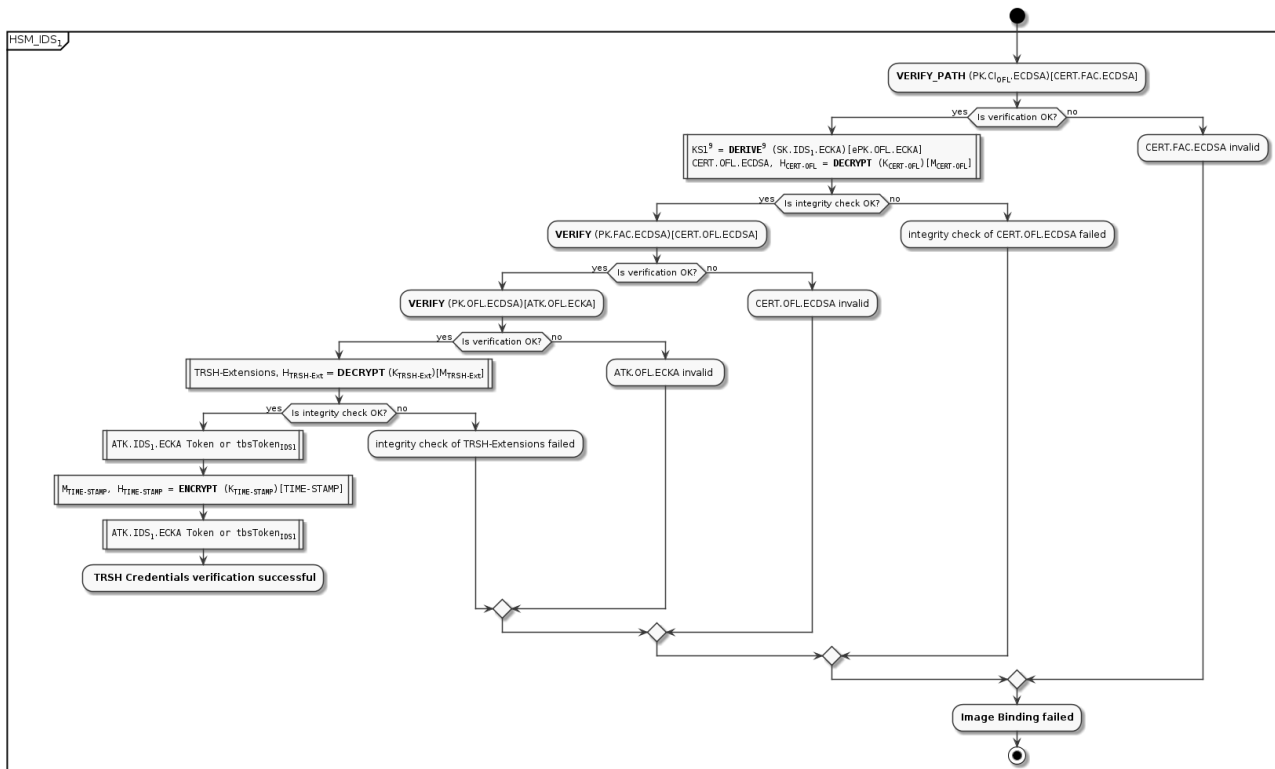 HSM_IDS1
VERIFY_PATH (PK.CIOFL.ECDSA)[CERT.FAC.ECDSA]
yes
Is verification OK?
no
KS1⁹ = DERIVE⁹ (SK.IDS1.ECKA)[ePK.OFL.ECKA]
CERT.OFL.ECDSA, HCERT-OFL = DECRYPT (KCERT-OFL)[MCERT-OFL]
CERT.FAC.ECDSA invalid
yes
Is integrity check OK?
no
VERIFY (PK.FAC.ECDSA)[CERT.OFL.ECDSA]
integrity check of CERT.OFL.ECDSA failed
yes
Is verification OK?
no
VERIFY (PK.OFL.ECDSA)[ATK.OFL.ECKA]
CERT.OFL.ECDSA invalid
yes
Is verification OK?
no
TRSH-Extensions, HTRSH-Ext = DECRYPT (KTRSH-Ext)[MTRSH-Ext]
ATK.OFL.ECKA invalid
yes
Is integrity check OK?
no
ATK.IDS1.ECKA Token or tbsTokenIDS1
integrity check of TRSH-Extensions failed
MTIME-STAMP, HTIME-STAMP = ENCRYPT (KTIME-STAMP)[TIME-STAMP]
ATK.IDS1.ECKA Token or tbsTokenIDS1
TRSH Credentials verification successful
Image Binding failed